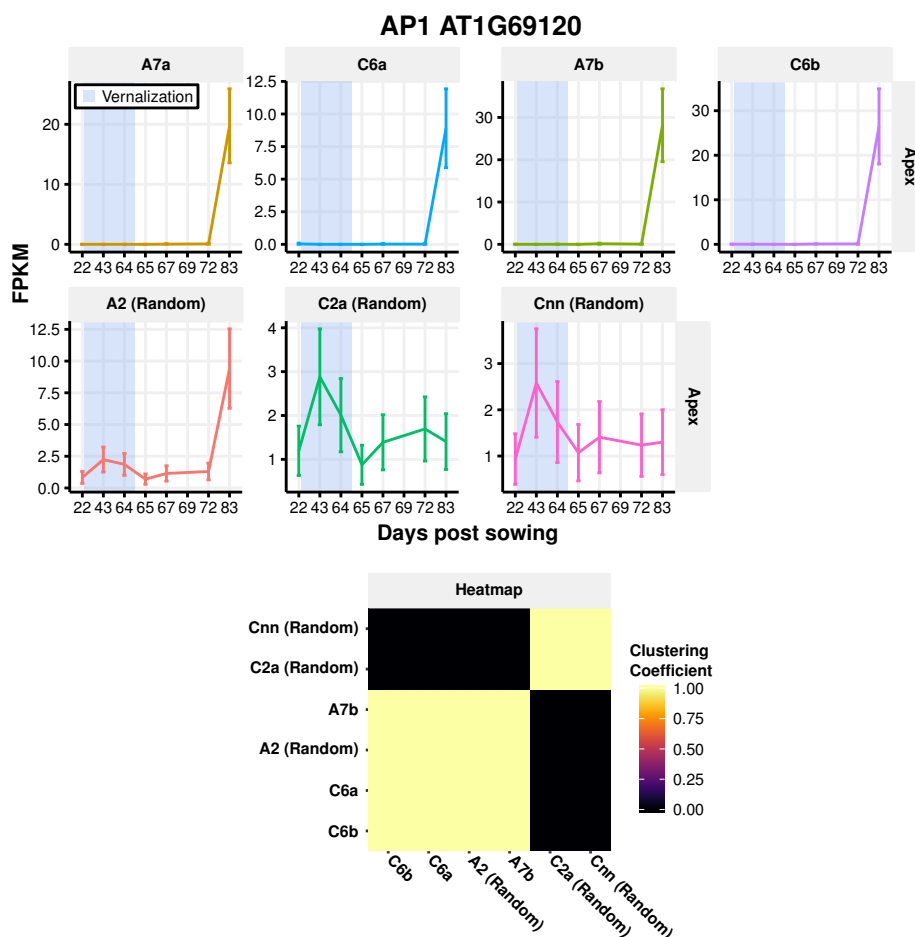 AP1 AT1G69120
A7a
C6a
A7b
C6b
Vernalization
20
10
0
12.5
10.0
7.5
5.0
2.5
0.0
30
20
10
0
30
20
10
0
Apex
22 43 64 65 67 69 72 83
22 43 64 65 67 69 72 83
22 43 64 65 67 69 72 83
22 43 64 65 67 69 72 83
FPKM
A2 (Random)
C2a (Random)
Cnn (Random)
12.5
10.0
7.5
5.0
2.5
0.0
4
3
2
1
3
2
1
Apex
22 43 64 65 67 69 72 83
22 43 64 65 67 69 72 83
22 43 64 65 67 69 72 83
Days post sowing
Heatmap
Cnn (Random)
C2a (Random)
A7b
A2 (Random)
C6a
C6b
C6b
C6a
A2 (Random)
A7b
C2a (Random)
Cnn (Random)
Clustering
Coefficient
1.00
0.75
0.50
0.25
0.00